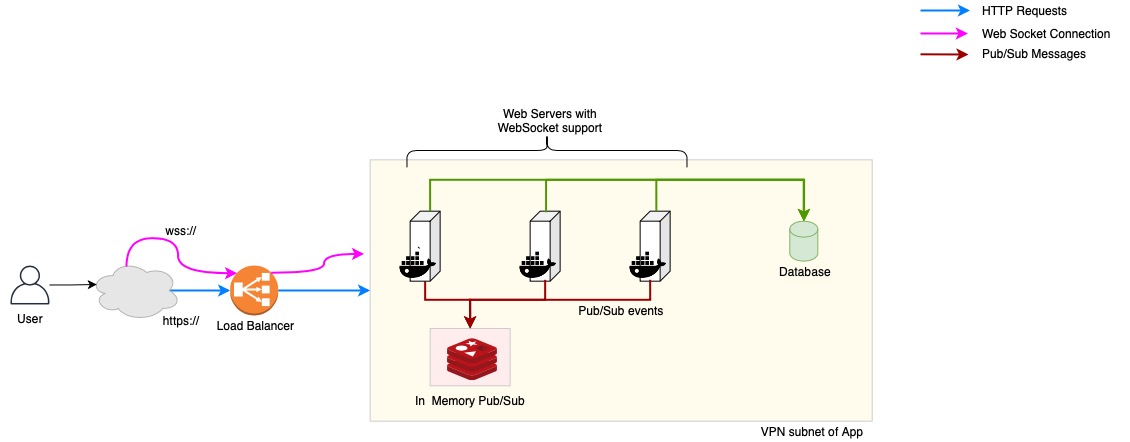 HTTP Requests
Web Socket Connection
Pub/Sub Messages
Web Servers with
WebSocket support
wss://
User
https://
Load Balancer
Database
Pub/Sub events
In Memory Pub/Sub
VPN subnet of App